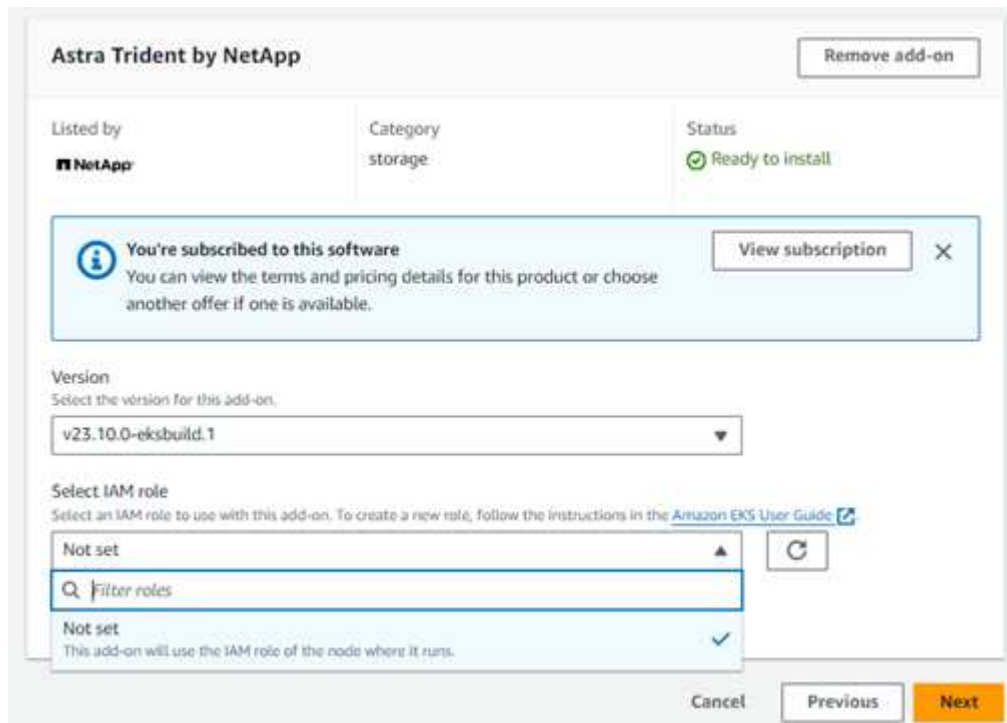 Astra Trident by NetApp
Remove add-on
Listed by
Category
Status
NetApp
storage
Ready to install
You're subscribed to this software
View subscription
You can view the terms and pricing details for this product or choose
another offer if one is available.
Version
Select the version for this add-on.
v23.10.0-eksbuild.1
Select IAM role
Select an IAM role to use with this add-on. To create a new role, follow the instructions in the Amazon EKS User Guide.
Not set
Filter roles
Not set
This add-on will use the IAM role of the node where it runs.
Cancel
Previous
Next